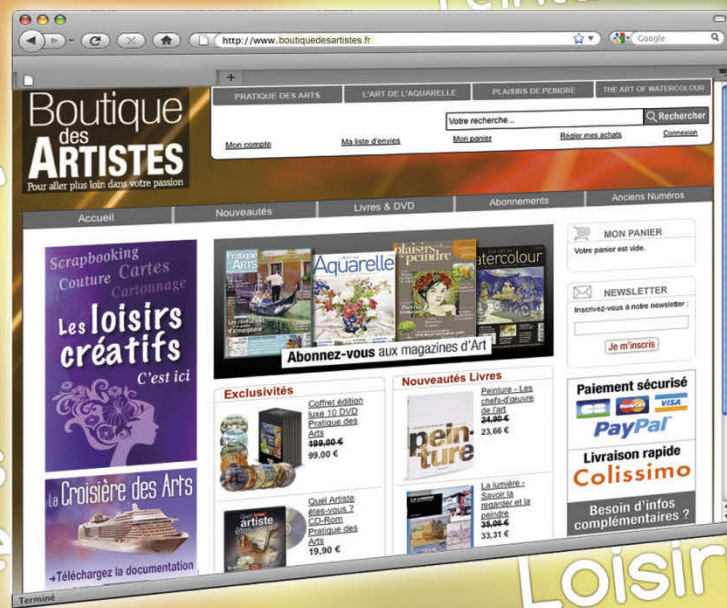 Peintu
http://www.boutiquedesartistes.fr
Google
Boutique
des
ARTISTES
Pour aller plus loin dans votre passion
PRATIQUE DES ARTS
L'ART DE L'AQUARELLE
PLAISIRS DE PEINDRE
THE ART OF WATERCOLOUR
Votre recherche...
Rechercher
Mon compte
Ma liste d'envies
Mon panier
Régler mes achats
Connexion
Accueil
Nouveautés
Livres & DVD
Abonnements
Anciens Numéros
Scrapbooking
Couture Cartes
Cartonnage
Les loisirs
créatifs
C'est ici
La Croisière des Arts
→Téléchargez la documentation
Pratique
ARTS
Aquarelle
plaisirs
peindre
atercolour
Abonnez-vous aux magazines d'Art
Exclusivités
Coffret édition
luxe 10 DVD
Pratique des
Arts
199,00 €
99,00 €
Quel Artiste
êtes-vous ?
CD-Rom
Pratique des
Arts
19,90 €
artiste
Nouveautés Livres
pein-
ture
Peinture - Les
chefs-d'œuvre
de l'art
24,90 €
23,66 €
La lumière -
Savoir la
regarder et la
peindre
35,06 €
33,31 €
MON PANIER
Votre panier est vide.
NEWSLETTER
Inscrivez-vous à notre newsletter :
Je m'inscris
Paiement sécurisé
VISA
PayPal
Livraison rapide
Colissimo
Besoin d'infos
complémentaires ?
Terminé
Loisir